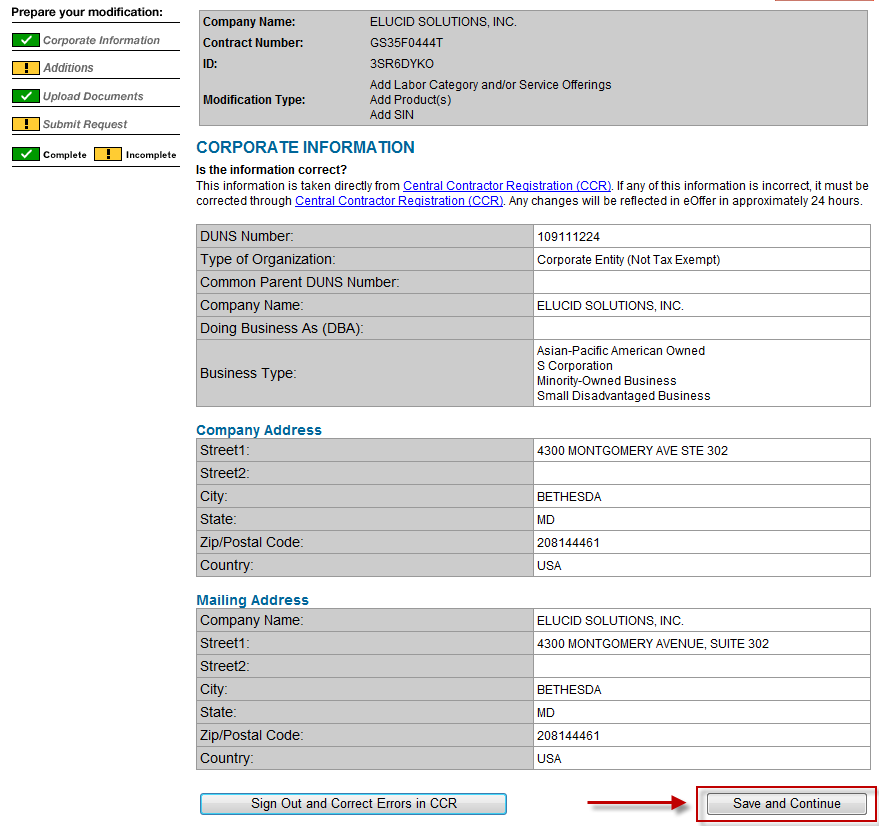 Prepare your modification:
Corporate Information
Additions
Upload Documents
Submit Request
Complete Incomplete
Company Name: ELUCID SOLUTIONS, INC.
Contract Number: GS35F0444T
ID: 3SR6DYKO
Modification Type: Add Labor Category and/or Service Offerings
Add Product(s)
Add SIN
CORPORATE INFORMATION
Is the information correct?
This information is taken directly from Central Contractor Registration (CCR). If any of this information is incorrect, it must be
corrected through Central Contractor Registration (CCR). Any changes will be reflected in eOffer in approximately 24 hours.
DUNS Number: 109111224
Type of Organization: Corporate Entity (Not Tax Exempt)
Common Parent DUNS Number:
Company Name: ELUCID SOLUTIONS, INC.
Doing Business As (DBA):
Business Type: Asian-Pacific American Owned
S Corporation
Minority-Owned Business
Small Disadvantaged Business
Company Address
Street1: 4300 MONTGOMERY AVE STE 302
Street2:
City: BETHESDA
State: MD
Zip/Postal Code: 208144461
Country: USA
Mailing Address
Company Name: ELUCID SOLUTIONS, INC.
Street1: 4300 MONTGOMERY AVENUE, SUITE 302
Street2:
City: BETHESDA
State: MD
Zip/Postal Code: 208144461
Country: USA
Sign Out and Correct Errors in CCR Save and Continue